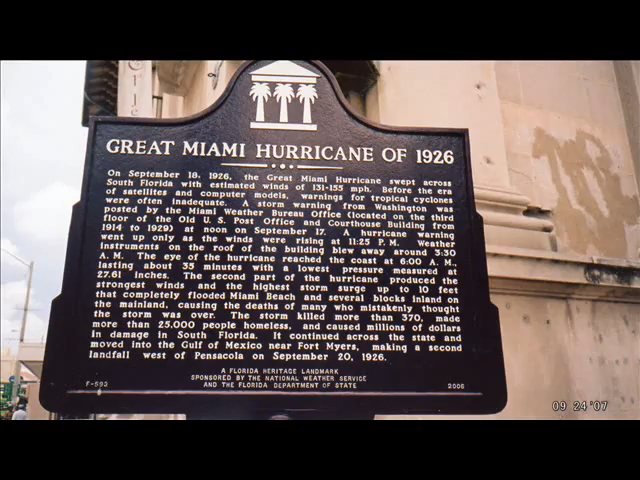 GREAT MIAMI HURRICANE OF 1926
On September 18, 1926, the Great Miami Hurricane swept across
South Florida with estimated winds of 131-155 mph. Before the era
of satellites and computer models, warnings for tropical cyclones
were often inadequate. A storm warning from Washington was
posted by the Miami Weather Bureau Office (located on the third
floor of the Old U. S. Post Office and Courthouse Building from
1914 to 1929) at noon on September 17. A hurricane warning
went up only as the winds were rising at 11:25 P. M. Weather
instruments on the roof of the building blew away around 3:30
A. M. The eye of the hurricane reached the coast at 6:00 A. M.,
lasting about 35 minutes with a lowest pressure measured at
27.61 inches. The second part of the hurricane produced the
strongest winds and the highest storm surge up to 10 feet
that completely flooded Miami Beach and several blocks inland on
the mainland, causing the deaths of many who mistakenly thought
the storm was over. The storm killed more than 370, made
more than 25,000 people homeless, and caused millions of dollars
in damage in South Florida. It continued across the state and
moved into the Gulf of Mexico near Fort Myers, making a second
landfall west of Pensacola on September 20, 1926.
A FLORIDA HERITAGE LANDMARK
SPONSORED BY THE NATIONAL WEATHER SERVICE
AND THE FLORIDA DEPARTMENT OF STATE
F-593
2006
09 24'07